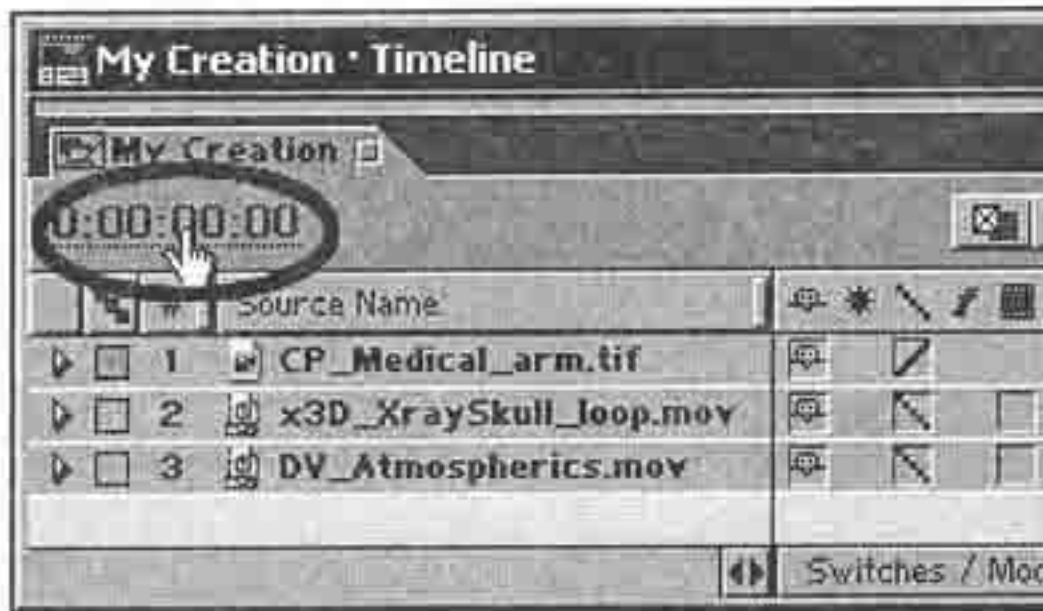 My Creation · Timeline
My Creation
0:00:00:00
# Source Name
1 CP_Medical_arm.tif
2 x3D_XraySkull_loop.mov
3 DV_Atmospherics.mov
Switches / Mod